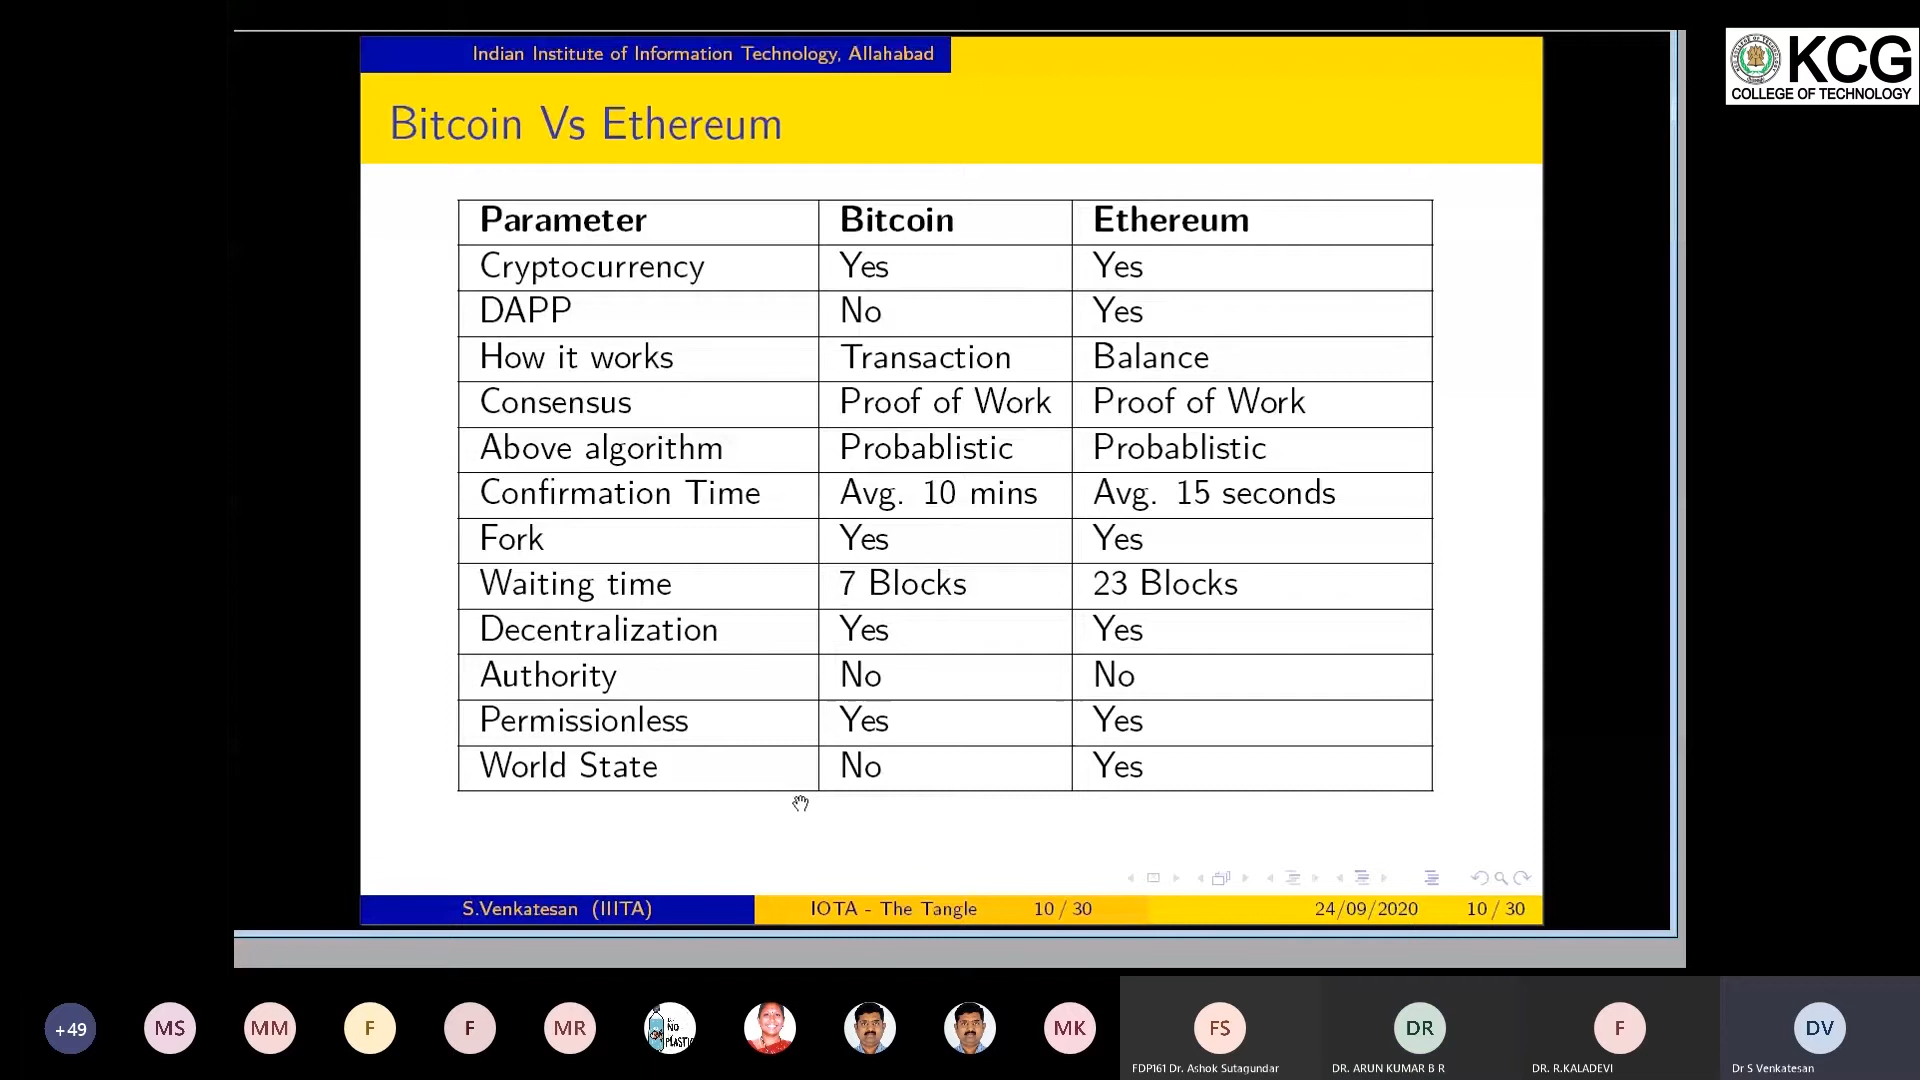 Indian Institute of Information Technology, Allahabad
KCG
COLLEGE OF TECHNOLOGY
Bitcoin Vs Ethereum
Parameter Bitcoin Ethereum
Cryptocurrency Yes Yes
DAPP No Yes
How it works Transaction Balance
Consensus Proof of Work Proof of Work
Above algorithm Probablistic Probablistic
Confirmation Time Avg. 10 mins Avg. 15 seconds
Fork Yes Yes
Waiting time 7 Blocks 23 Blocks
Decentralization Yes Yes
Authority No No
Permissionless Yes Yes
World State No Yes
S.Venkatesan (IIITA) IOTA - The Tangle 10 / 30 24/09/2020 10 / 30
+49 MS MM F F MR NO PLASTIC MK FS DR F DV
FDP161 Dr. Ashok Sutagundar DR. ARUN KUMAR B R DR. R.KALADEVI Dr S Venkatesan